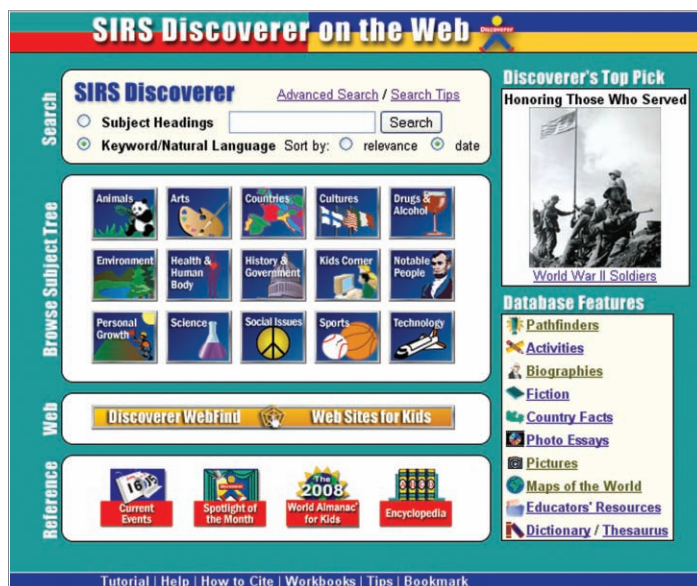 SIRS Discoverer on the Web
Discoverer
Search
SIRS Discoverer
Advanced Search / Search Tips
Subject Headings
Search
Keyword/Natural Language Sort by: relevance date
Browse Subject Tree
Animals
Arts
Countries
Cultures
Drugs &
Alcohol
Environment
Health &
Human
Body
History &
Government
Kids Corner
Notable
People
Personal
Growth
Science
Social Issues
Sports
Technology
Web
Discoverer WebFind Web Sites for Kids
Reference
Current
Events
Spotlight of
the Month
The
2008
World Almanac
for Kids
Encyclopedia
Discoverer's Top Pick
Honoring Those Who Served
World War II Soldiers
Database Features
Pathfinders
Activities
Biographies
Fiction
Country Facts
Photo Essays
Pictures
Maps of the World
Educators' Resources
Dictionary / Thesaurus
Tutorial | Help | How to Cite | Workbooks | Tips | Bookmark